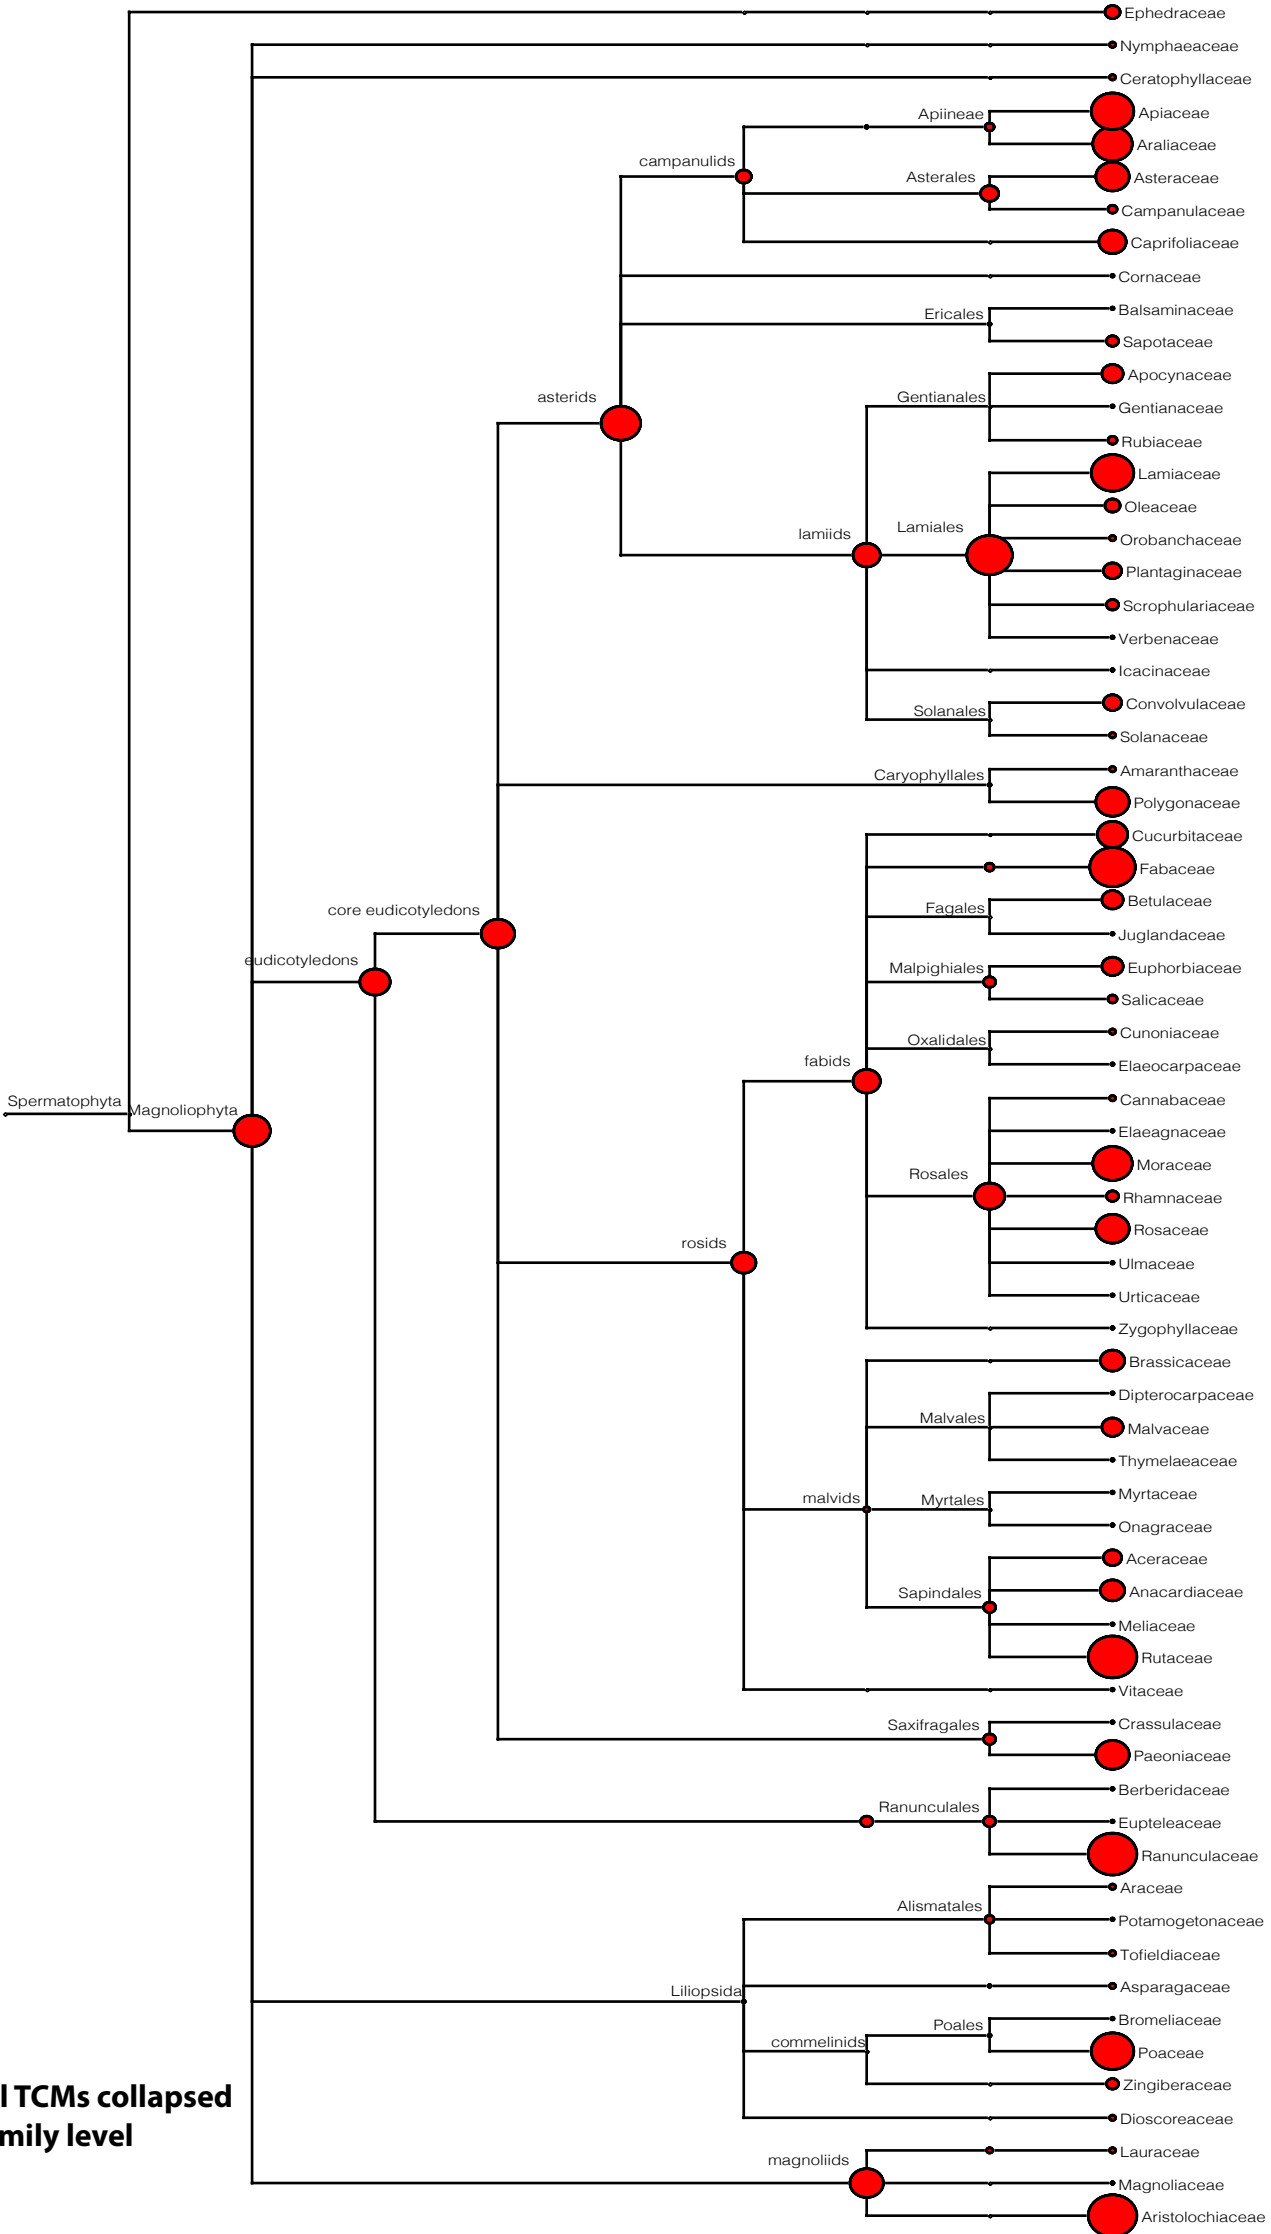 Ephedraceae
Nymphaeaceae
Ceratophyllaceae
Apiineae
Apiaceae
Araliaceae
campanulids
Asterales
Asteraceae
Campanulaceae
Caprifoliaceae
Cornaceae
Ericales
Balsaminaceae
Sapotaceae
asterids
Gentianales
Apocynaceae
Gentianaceae
Rubiaceae
Lamiaceae
Oleaceae
lamiids
Lamiales
Orobanchaceae
Plantaginaceae
Scrophulariaceae
Verbenaceae
Icacinaceae
Solanales
Convolvulaceae
Solanaceae
Caryophyllales
Amaranthaceae
Polygonaceae
Cucurbitaceae
Fabaceae
core eudicotyledons
Fagales
Betulaceae
Juglandaceae
eudicotyledons
Malpighiales
Euphorbiaceae
Salicaceae
Oxalidales
Cunoniaceae
Elaeocarpaceae
fabids
Spermatophyta
Magnoliophyta
Cannabaceae
Elaeagnaceae
Moraceae
Rosales
Rhamnaceae
Rosaceae
rosids
Ulmaceae
Urticaceae
Zygophyllaceae
Brassicaceae
Dipterocarpaceae
Malvales
Malvaceae
Thymelaeaceae
malvids
Myrtales
Myrtaceae
Onagraceae
Aceraceae
Sapindales
Anacardiaceae
Meliaceae
Rutaceae
Vitaceae
Saxifragales
Crassulaceae
Paeoniaceae
Berberidaceae
Ranunculales
Eupteleaceae
Ranunculaceae
Alismatales
Araceae
Potamogetonaceae
Tofieldiaceae
Liliopsida
Asparagaceae
commelinids
Poales
Bromeliaceae
Poaceae
Zingiberaceae
l TCMs collapsed
mily level
Dioscoreaceae
magnoliids
Lauraceae
Magnoliaceae
Aristolochiaceae